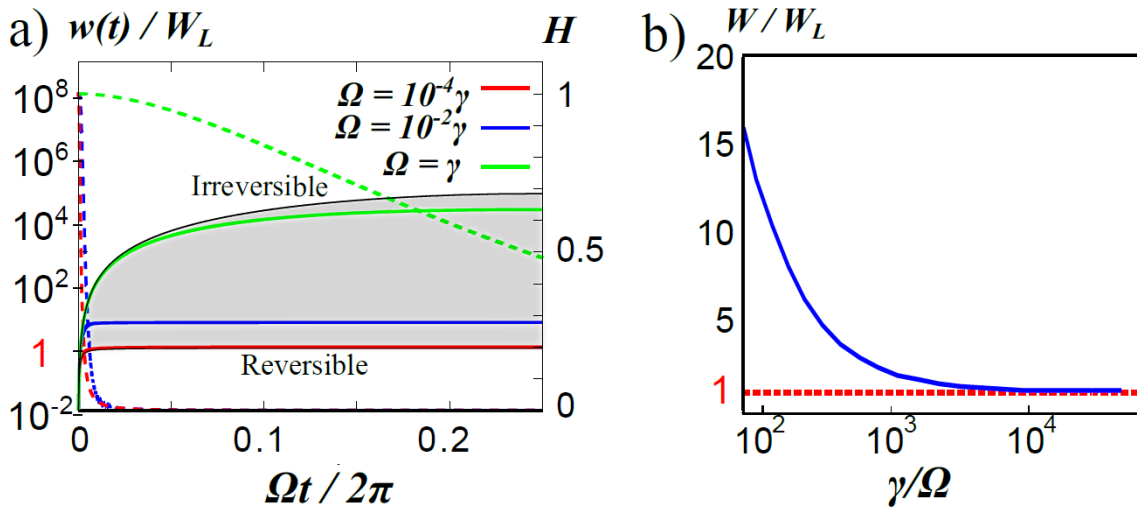 a) w(t) / W_L H
10^8
10^6
10^4
10^2
1
10^-2
1
0.5
0
Ω = 10^-4γ
Ω = 10^-2γ
Ω = γ
Irreversible
Reversible
0 0.1 0.2
Ωt / 2π
b) W / W_L
20
15
10
5
1
10^2 10^3 10^4
γ/Ω